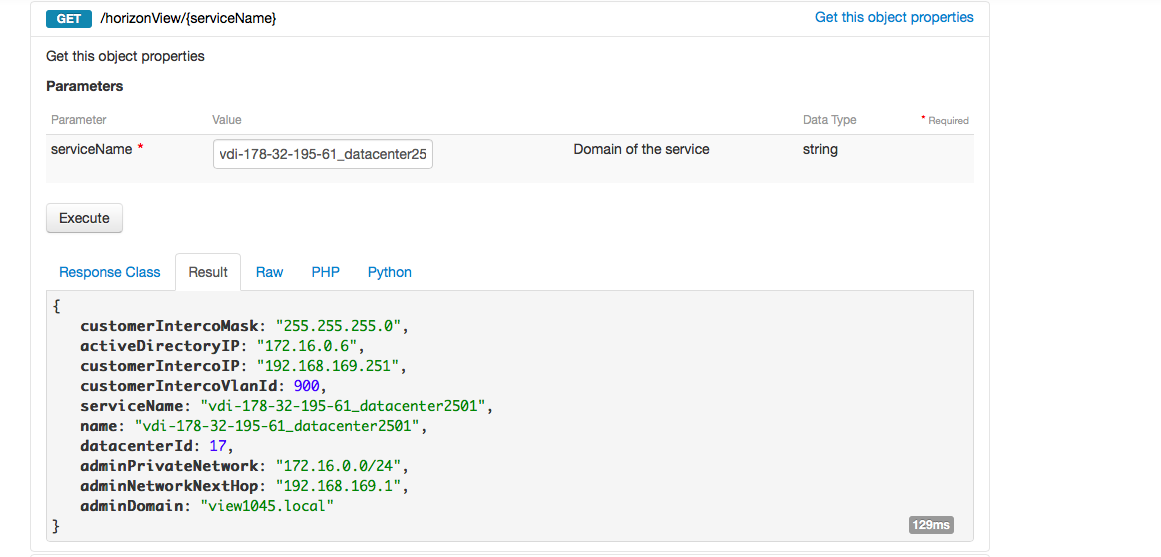 GET /horizonView/{serviceName} Get this object properties
Get this object properties
Parameters
Parameter Value Data Type * Required
serviceName * vdi-178-32-195-61_datacenter25 Domain of the service string
Execute
Response Class Result Raw PHP Python
{
customerIntercoMask: "255.255.255.0",
activeDirectoryIP: "172.16.0.6",
customerIntercoIP: "192.168.169.251",
customerIntercoVlanId: 900,
serviceName: "vdi-178-32-195-61_datacenter2501",
name: "vdi-178-32-195-61_datacenter2501",
datacenterId: 17,
adminPrivateNetwork: "172.16.0.0/24",
adminNetworkNextHop: "192.168.169.1",
adminDomain: "view1045.local"
} 129ms